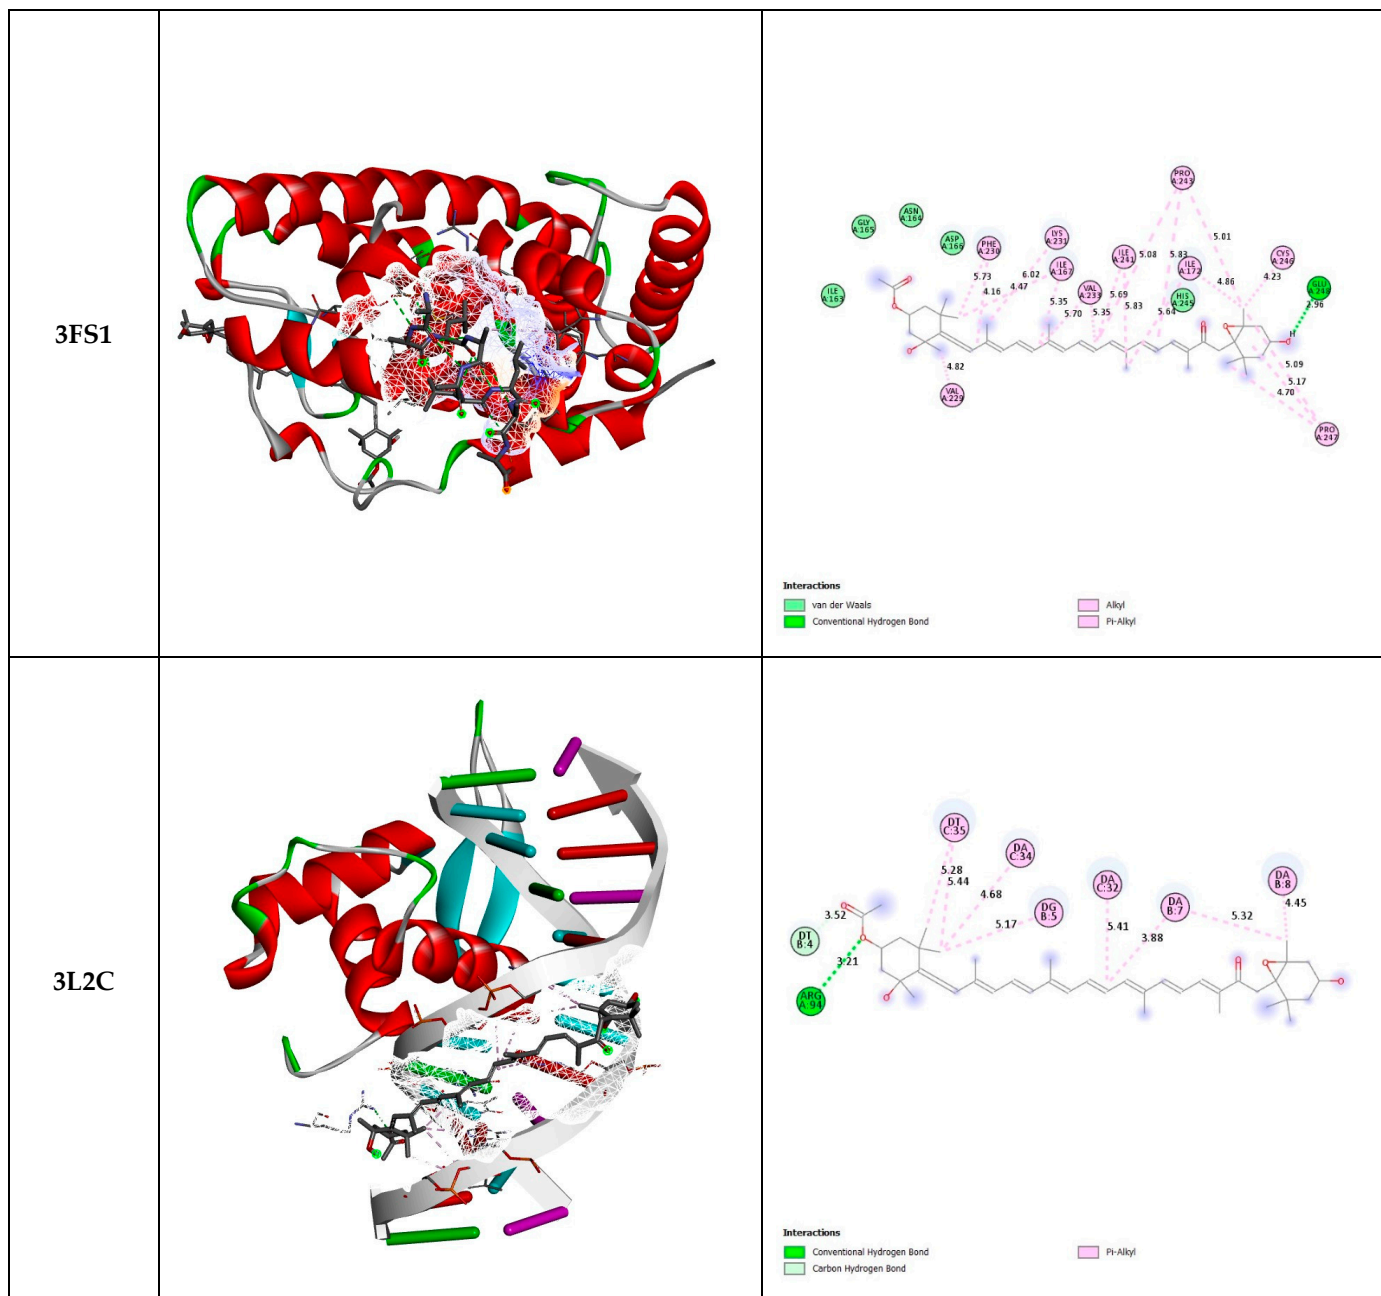 3FS1
PRO
A:243
GLY
A:165
ASN
A:164
ASP
A:166
PHE
A:230
LYS
A:231
ILE
A:167
ILE
A:241
ILE
A:172
CYS
A:246
GLU
A:248
ILE
A:163
VAL
A:233
HIS
A:245
VAL
A:229
PRO
A:247
5.01
5.08
5.83
5.73
6.02
4.16
4.47
4.86
4.23
2.96
5.35
5.70
5.35
5.69
5.83
5.64
H
O
O
O
O
O
O
4.82
5.09
5.17
4.70
Interactions
van der Waals
Conventional Hydrogen Bond
Alkyl
Pi-Alkyl
3L2C
DT
C:35
DA
C:34
DA
C:32
DA
B:7
DA
B:8
DG
B:5
DT
B:4
ARG
A:94
5.28
5.44
4.68
5.17
5.41
3.88
5.32
4.45
3.52
3.21
O
O
O
O
O
O
Interactions
Conventional Hydrogen Bond
Carbon Hydrogen Bond
Pi-Alkyl